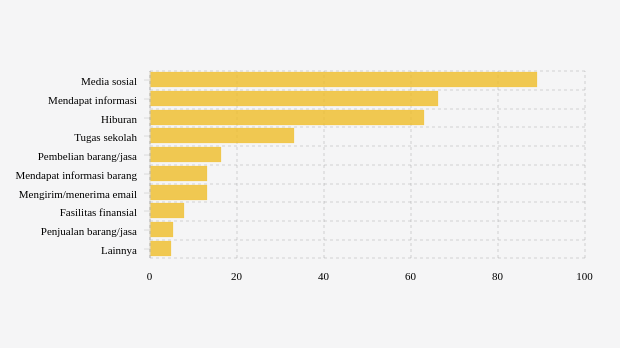 Media sosial
Mendapat informasi
Hiburan
Tugas sekolah
Pembelian barang/jasa
Mendapat informasi barang
Mengirim/menerima email
Fasilitas finansial
Penjualan barang/jasa
Lainnya
0 20 40 60 80 100